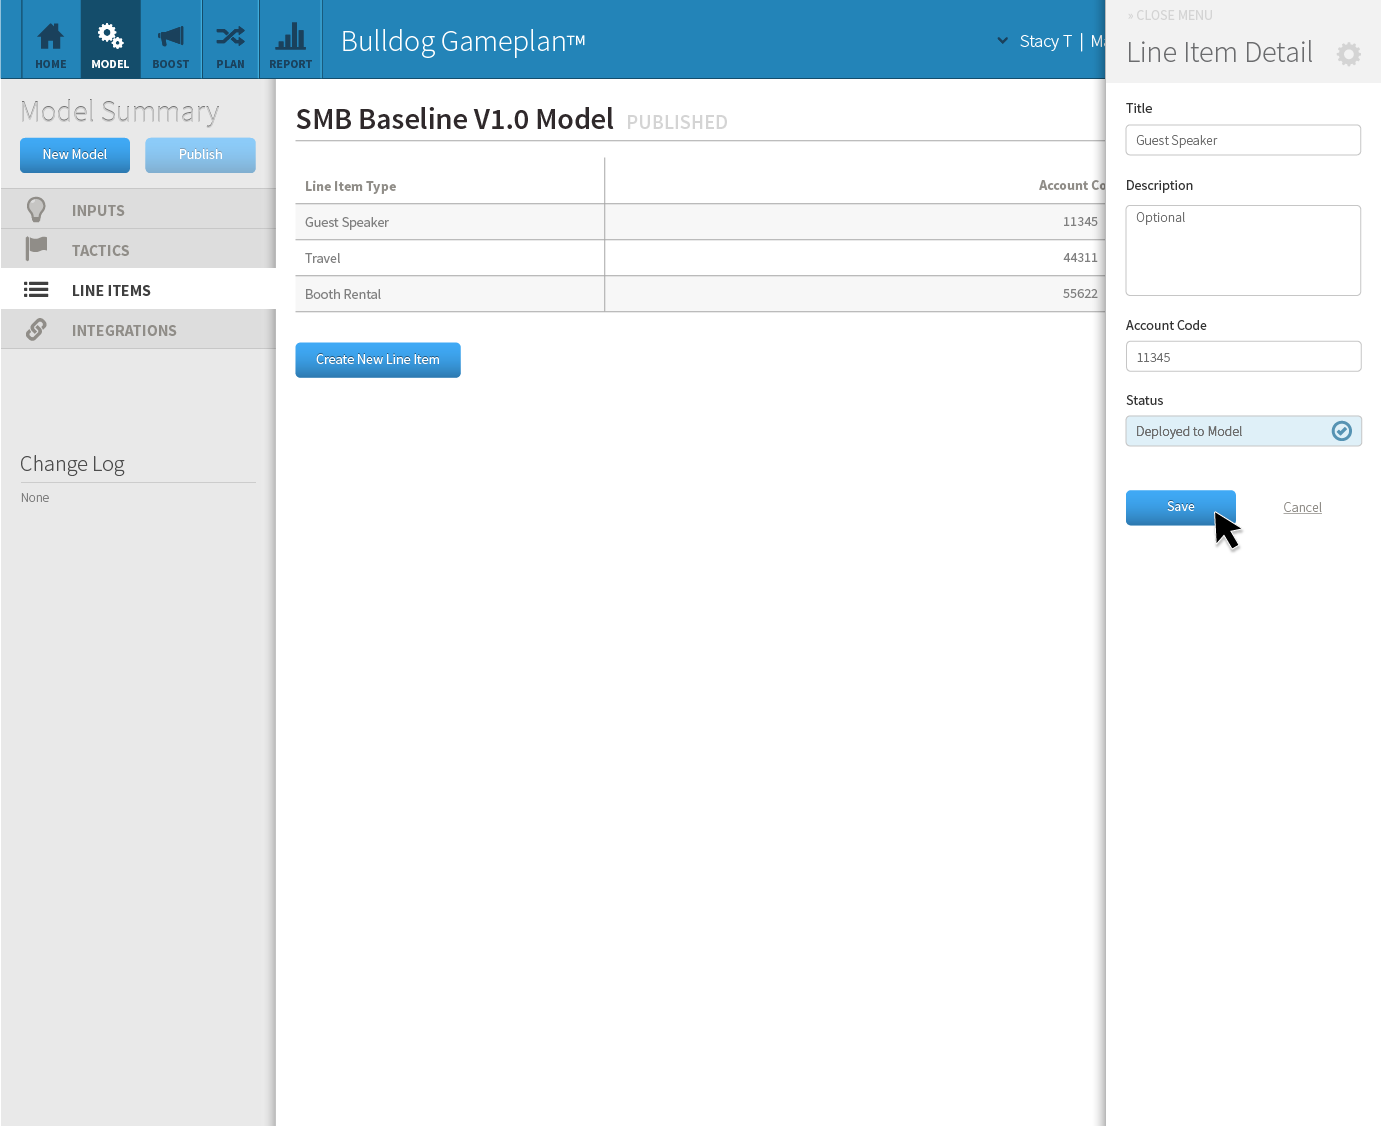 HOME
MODEL
BOOST
PLAN
REPORT
Bulldog Gameplan™
Stacy T |
» CLOSE MENU
Line Item Detail
Model Summary
New Model
Publish
INPUTS
TACTICS
LINE ITEMS
INTEGRATIONS
Change Log
None
SMB Baseline V1.0 Model PUBLISHED
Line Item Type Account Co
Guest Speaker 11345
Travel 44311
Booth Rental 55622
Create New Line Item
Title
Guest Speaker
Description
Optional
Account Code
11345
Status
Deployed to Model
Save
Cancel